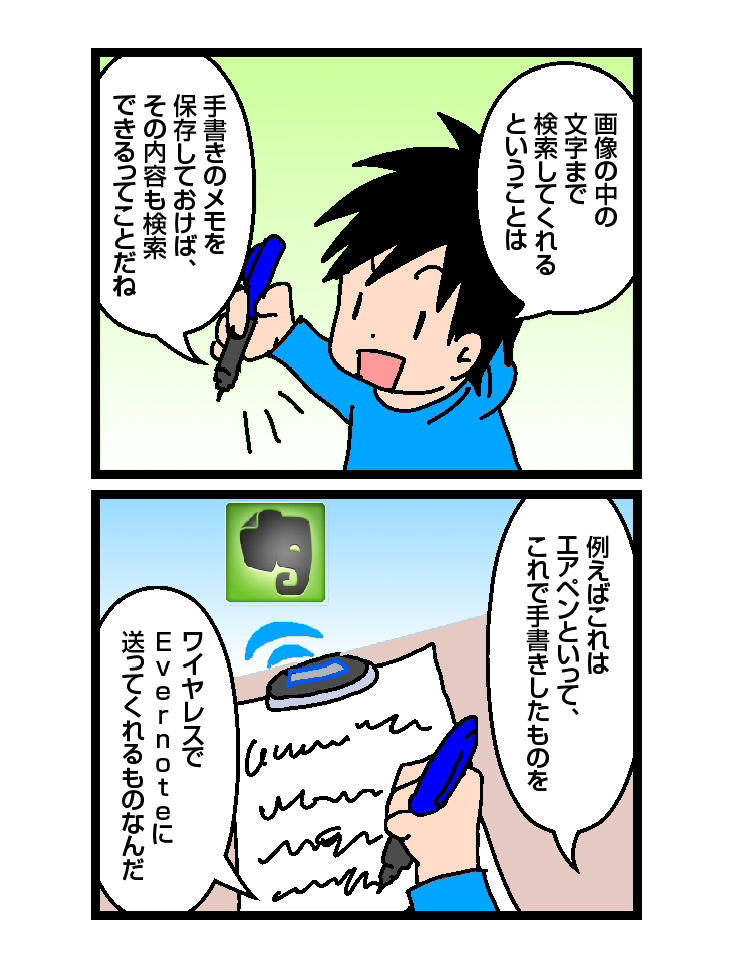 画像の中の
文字まで
検索してくれる
ということは
手書きのメモを
保存しておけば、
その内容も検索
できるってことだね
例えばこれは
エアペンといって、
これで手書きしたものを
ワイヤレスで
Evernoteに
送ってくれるものなんだ